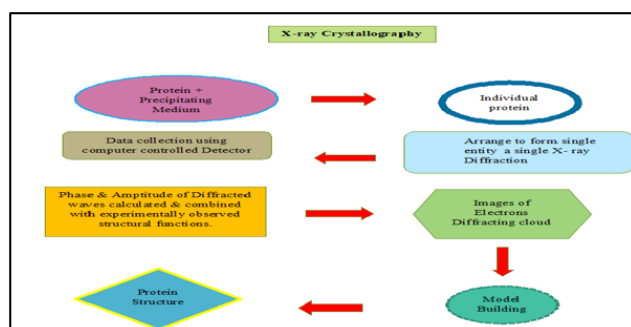 X-ray Crystallography
Protein +
Precipitating
Medium
Individual
protein
Data collection using
computer controlled Detector
Arrange to form single
entity a single X- ray
Diffraction
Phase & Amplitude of Diffracted
waves calculated & combined
with experimentally observed
structural functions.
Images of
Electrons
Diffracting cloud
Protein
Structure
Model
Building